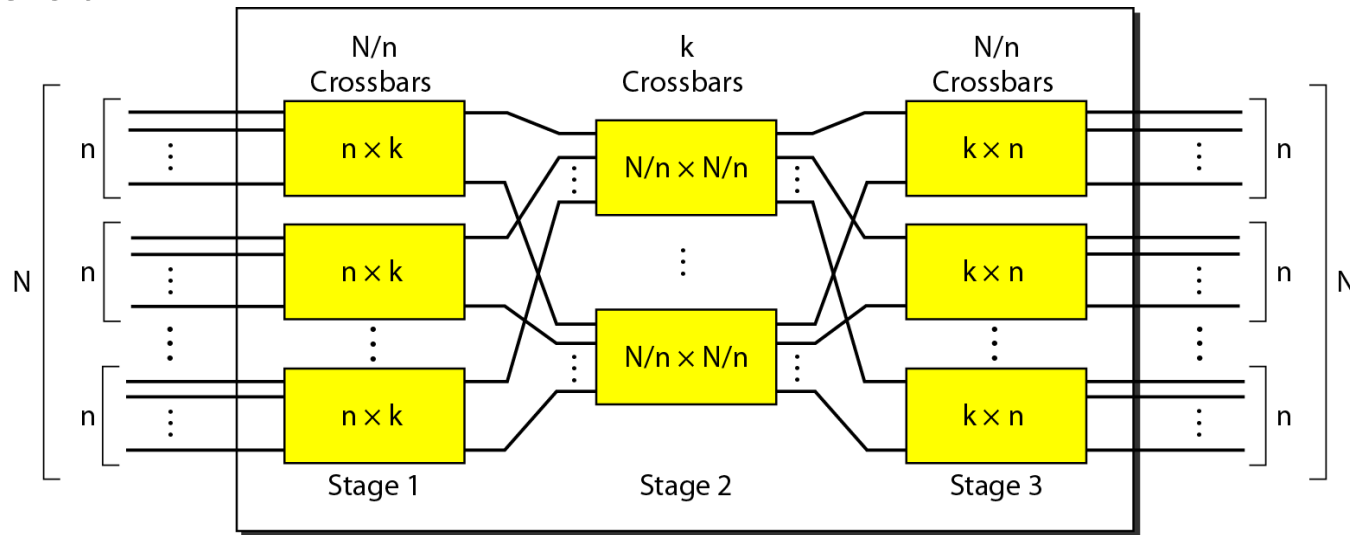 N/n
Crossbars
k
Crossbars
N/n
Crossbars
n
n × k
N/n × N/n
k × n
n
N
n
n × k
k × n
n
N
N/n × N/n
n
n × k
k × n
n
Stage 1
Stage 2
Stage 3